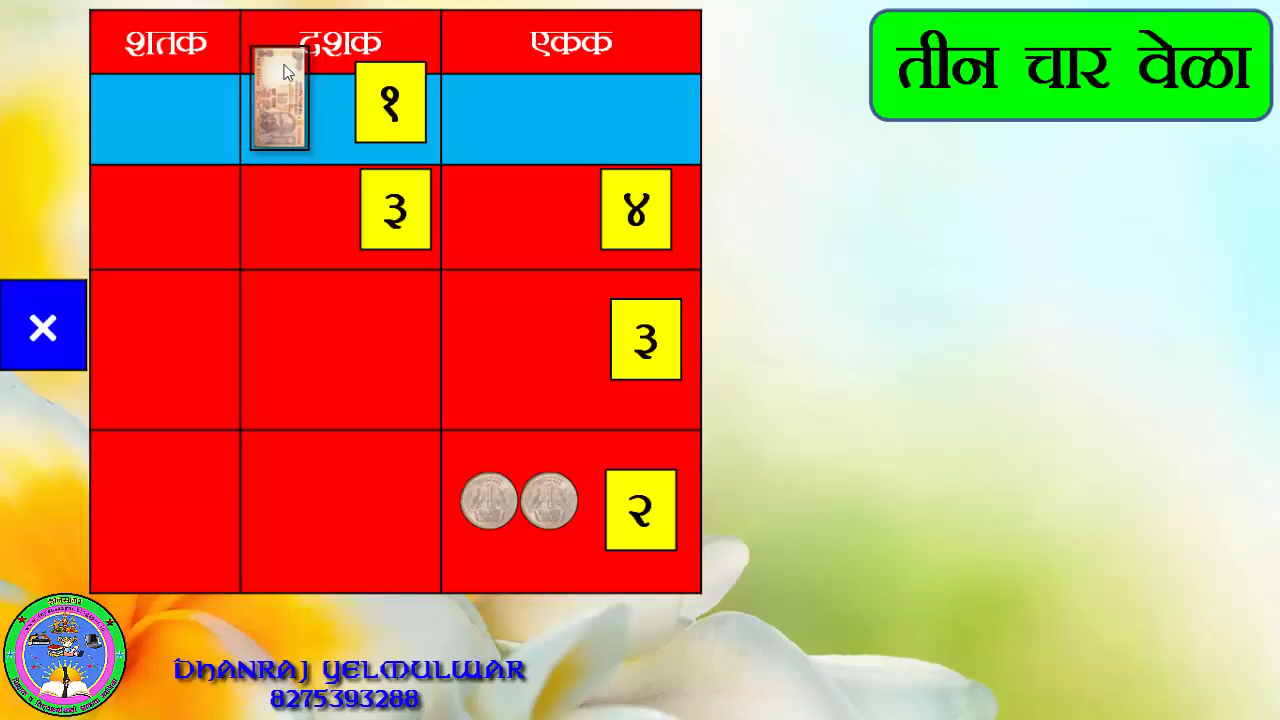 शतक दशक एकक
तीन चार वेळा
१
३ ४
×
३
२
DHANRAJ YELMULWAR
8275393288